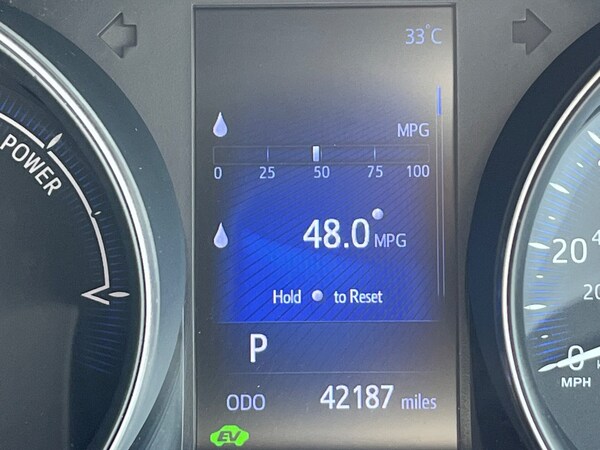 33°C
MPG
0 25 50 75 100
48.0 MPG
Hold to Reset
P
ODO 42187 miles
EV
POWER
20
20
0
MPH